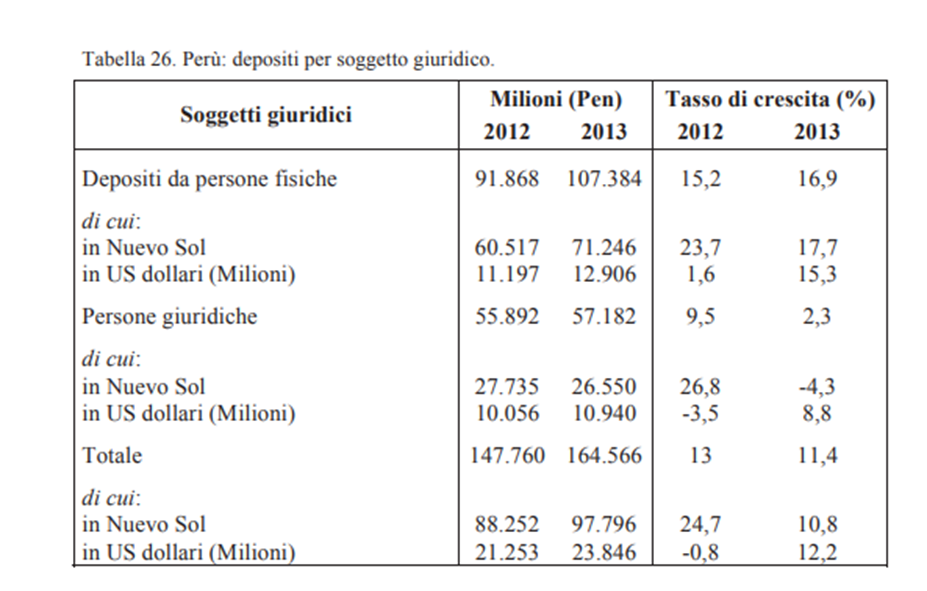 Tabella 26. Perù: depositi per soggetto giuridico.
Soggetti giuridici Milioni (Pen) Tasso di crescita (%)
2012 2013 2012 2013
Depositi da persone fisiche 91.868 107.384 15,2 16,9
di cui:
in Nuevo Sol 60.517 71.246 23,7 17,7
in US dollari (Milioni) 11.197 12.906 1,6 15,3
Persone giuridiche 55.892 57.182 9,5 2,3
di cui:
in Nuevo Sol 27.735 26.550 26,8 -4,3
in US dollari (Milioni) 10.056 10.940 -3,5 8,8
Totale 147.760 164.566 13 11,4
di cui:
in Nuevo Sol 88.252 97.796 24,7 10,8
in US dollari (Milioni) 21.253 23.846 -0,8 12,2